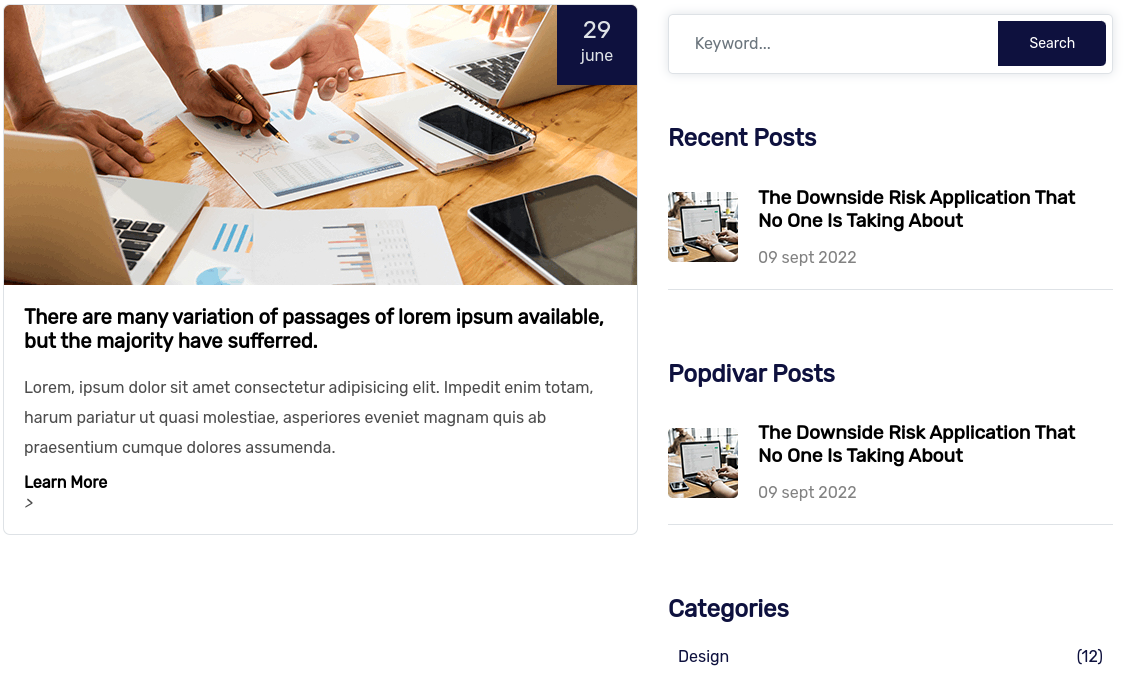 29
june
There are many variation of passages of lorem ipsum available,
but the majority have sufferred.
Lorem, ipsum dolor sit amet consectetur adipisicing elit. Impedit enim totam,
harum pariatur ut quasi molestiae, asperiores eveniet magnam quis ab
praesentium cumque dolores assumenda.
Learn More
>
Keyword...
Search
Recent Posts
The Downside Risk Application That
No One Is Taking About
09 sept 2022
Popdivar Posts
The Downside Risk Application That
No One Is Taking About
09 sept 2022
Categories
Design (12)